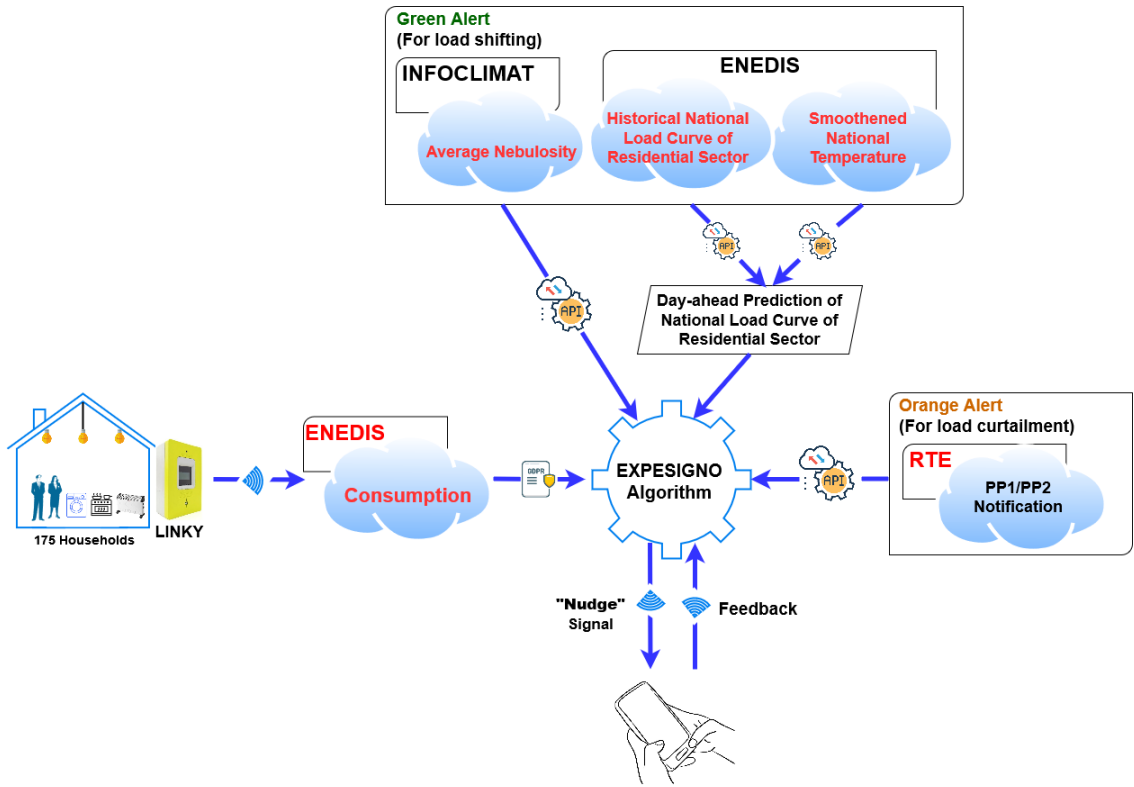 Green Alert
(For load shifting)
INFOCLIMAT
ENEDIS
Average Nebulosity
Historical National
Load Curve of
Residential Sector
Smoothened
National
Temperature
API
API
API
Day-ahead Prediction of
National Load Curve of
Residential Sector
Orange Alert
(For load curtailment)
RTE
PP1/PP2
Notification
API
ENEDIS
Consumption
GDPR
EXPESIGNO
Algorithm
LINKY
175 Households
"Nudge"
Signal
Feedback